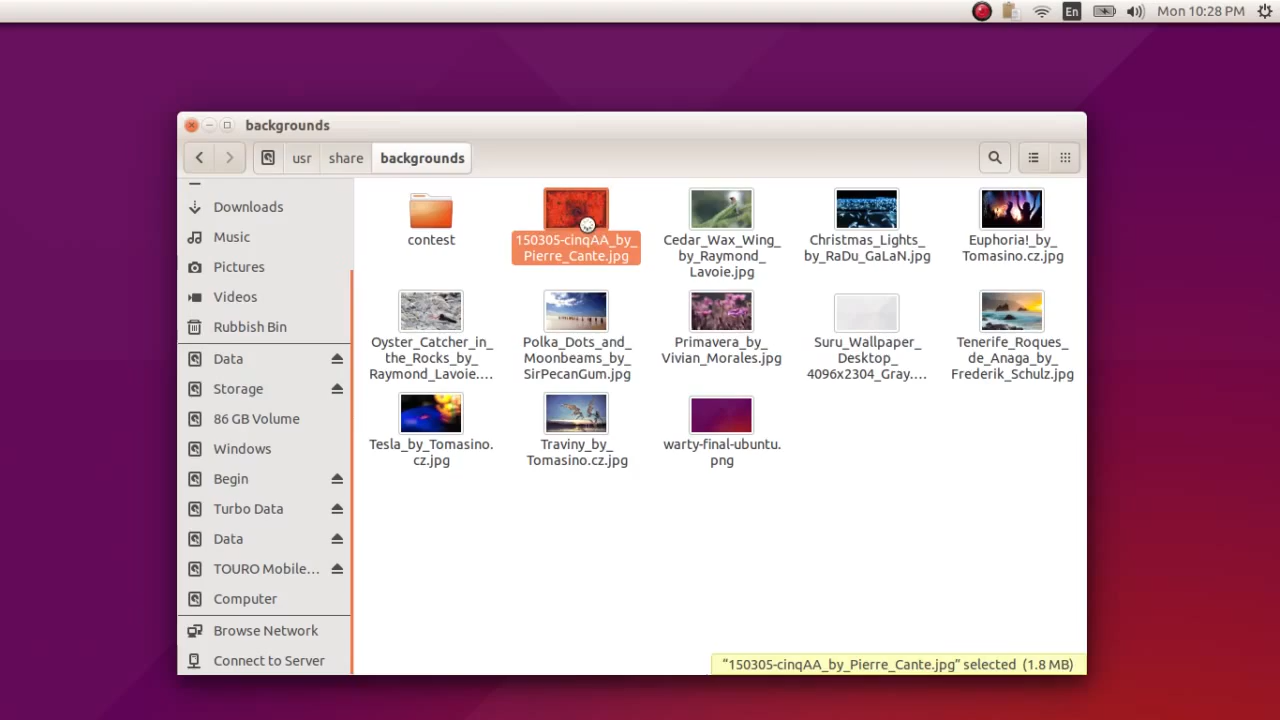 En
Mon 10:28 PM
backgrounds
usr
share
backgrounds
Downloads
Music
Pictures
Videos
Rubbish Bin
Data
Storage
86 GB Volume
Windows
Begin
Turbo Data
Data
TOURO Mobile...
Computer
Browse Network
Connect to Server
contest
150305-cinqAA_by_
Pierre_Cante.jpg
Cedar_Wax_Wing_
by_Raymond_
Lavoie.jpg
Christmas_Lights_
by_RaDu_GaLaN.jpg
Euphoria!_by_
Tomasino.cz.jpg
Oyster_Catcher_in_
the_Rocks_by_
Raymond_Lavoie....
Polka_Dots_and_
Moonbeams_by_
SirPecanGum.jpg
Primavera_by_
Vivian_Morales.jpg
Suru_Wallpaper_
Desktop_
4096x2304_Gray....
Tenerife_Roques_
de_Anaga_by_
Frederik_Schulz.jpg
Tesla_by_Tomasino.
cz.jpg
Traviny_by_
Tomasino.cz.jpg
warty-final-ubuntu.
png
“150305-cinqAA_by_Pierre_Cante.jpg” selected (1.8 MB)